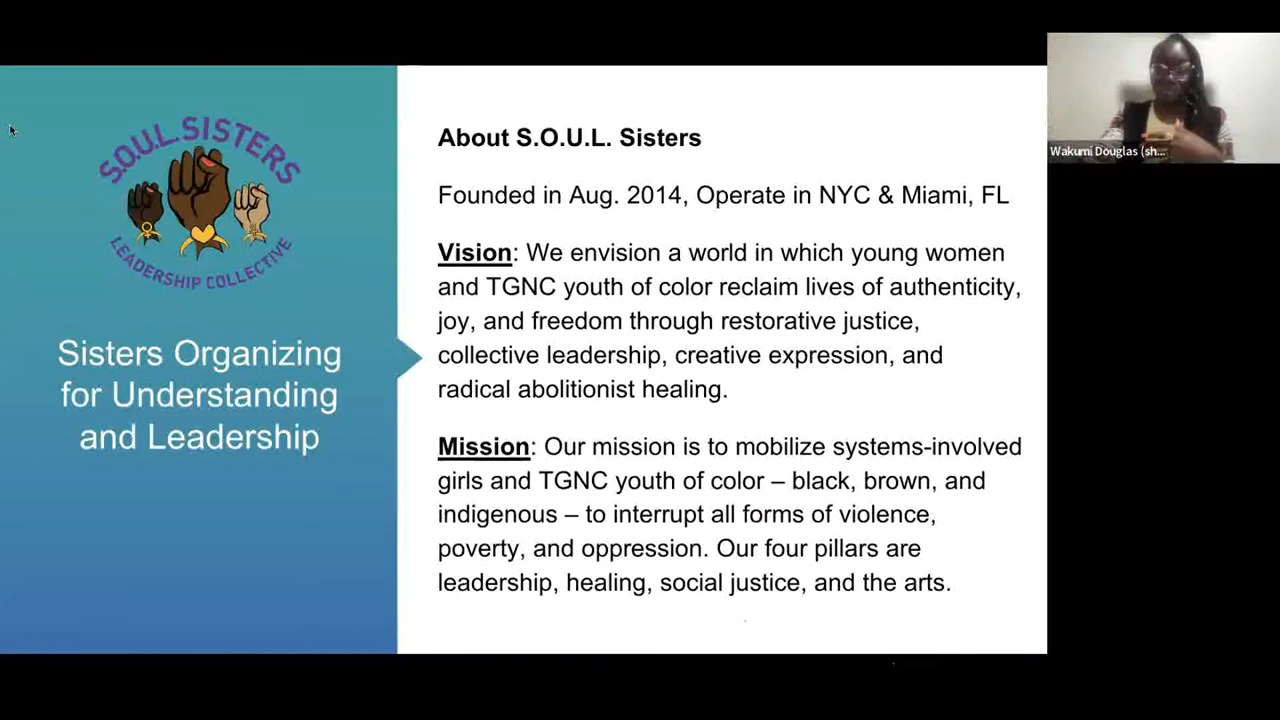 S.O.U.L. SISTERS
LEADERSHIP COLLECTIVE
Sisters Organizing
for Understanding
and Leadership
About S.O.U.L. Sisters
Founded in Aug. 2014, Operate in NYC & Miami, FL
Vision: We envision a world in which young women
and TGNC youth of color reclaim lives of authenticity,
joy, and freedom through restorative justice,
collective leadership, creative expression, and
radical abolitionist healing.
Mission: Our mission is to mobilize systems-involved
girls and TGNC youth of color – black, brown, and
indigenous – to interrupt all forms of violence,
poverty, and oppression. Our four pillars are
leadership, healing, social justice, and the arts.
Wakumi Douglas (sh...